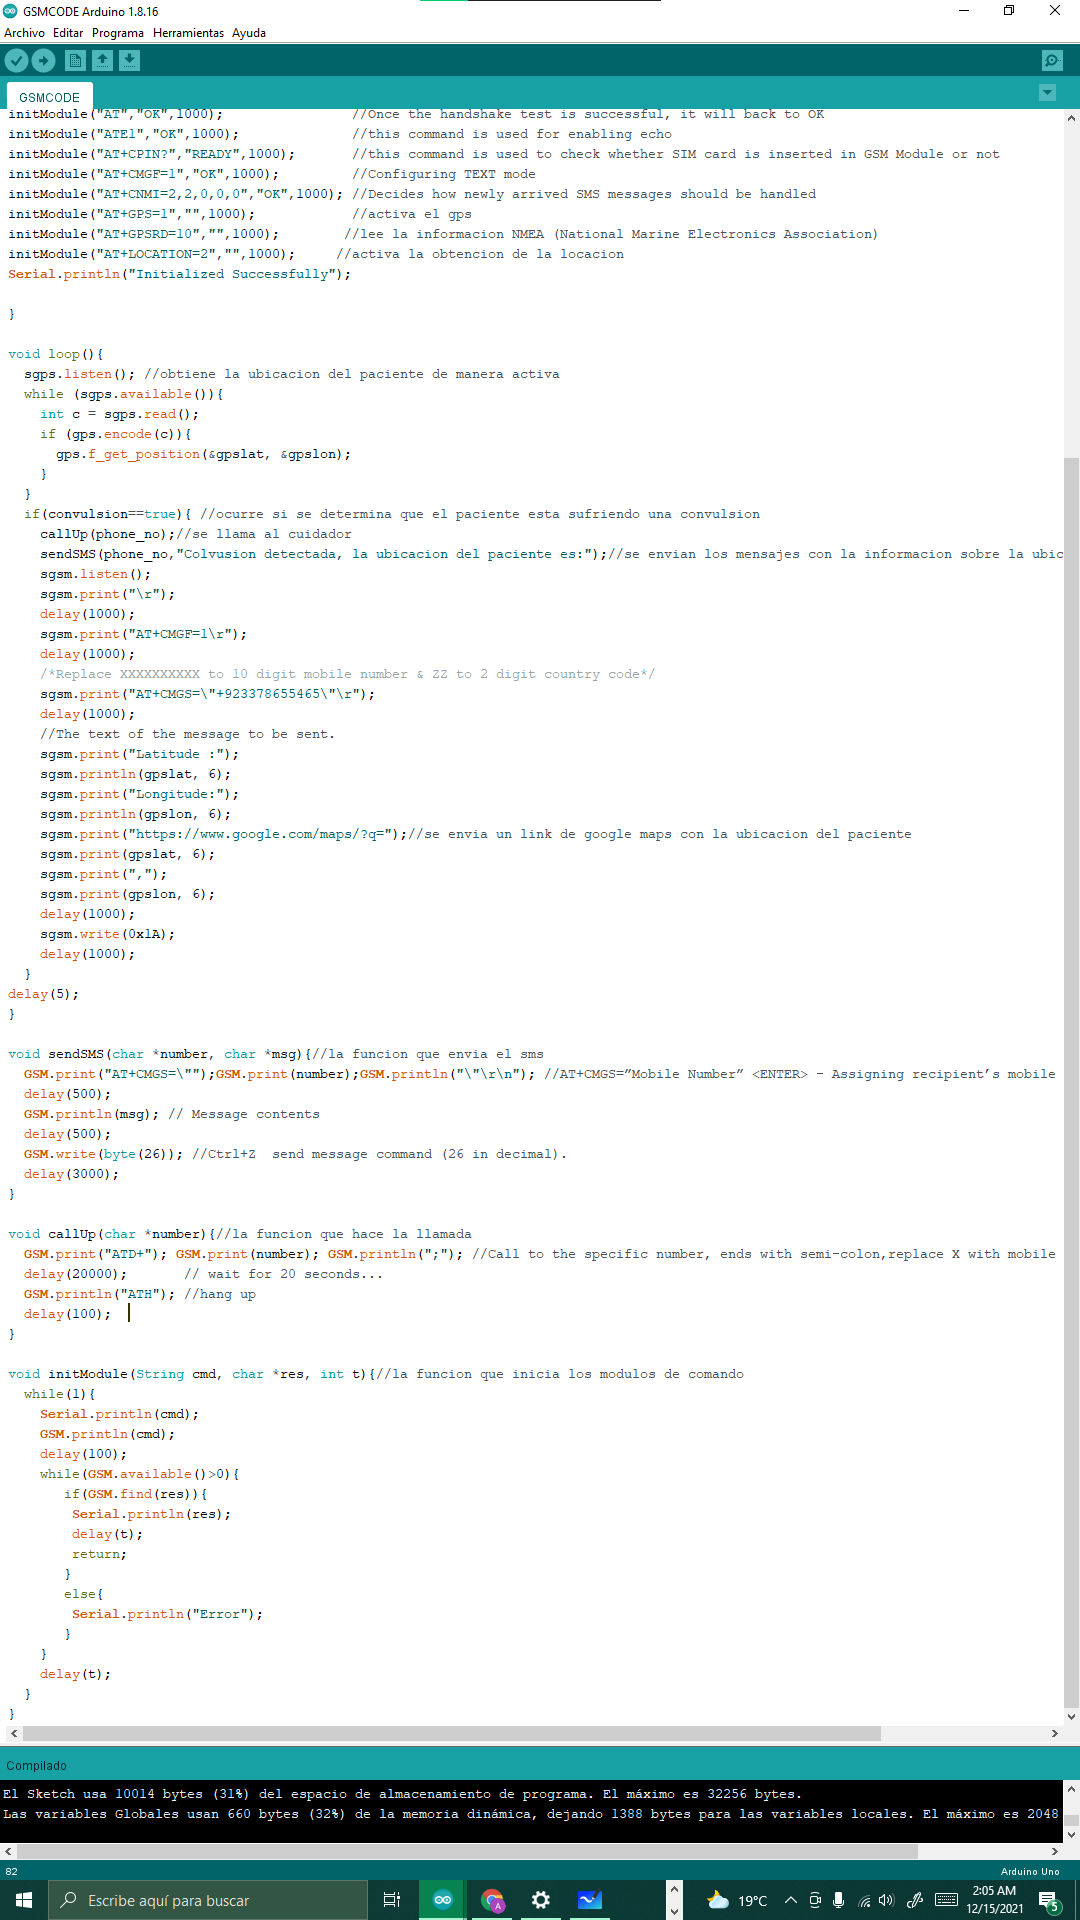 GSMCODE Arduino 1.8.16
Archivo Editar Programa Herramientas Ayuda
GSMCODE
initModule("AT","OK",1000); //Once the handshake test is successful, it will back to OK
initModule("ATE1","OK",1000); //this command is used for enabling echo
initModule("AT+CPIN?","READY",1000); //this command is used to check whether SIM card is inserted in GSM Module or not
initModule("AT+CMGF=1","OK",1000); //Configuring TEXT mode
initModule("AT+CNMI=2,2,0,0,0","OK",1000); //Decides how newly arrived SMS messages should be handled
initModule("AT+GPS=1","",1000); //activa el gps
initModule("AT+GPSRD=10","",1000); //lee la informacion NMEA (National Marine Electronics Association)
initModule("AT+LOCATION=2","",1000); //activa la obtencion de la locacion
Serial.println("Initialized Successfully");
}
void loop(){
sgps.listen(); //obtiene la ubicacion del paciente de manera activa
while (sgps.available()){
int c = sgps.read();
if (gps.encode(c)){
gps.f_get_position(&gpslat, &gpslon);
}
}
if(convulsion==true){ //ocurre si se determina que el paciente esta sufriendo una convulsion
callUp(phone_no);//se llama al cuidador
sendSMS(phone_no,"Colvusion detectada, la ubicacion del paciente es:");//se envian los mensajes con la informacion sobre la ubic
sgsm.listen();
sgsm.print("\r");
delay(1000);
sgsm.print("AT+CMGF=1\r");
delay(1000);
/*Replace XXXXXXXXXX to 10 digit mobile number & ZZ to 2 digit country code*/
sgsm.print("AT+CMGS=\"+923378655465\"\r");
delay(1000);
//The text of the message to be sent.
sgsm.print("Latitude :");
sgsm.println(gpslat, 6);
sgsm.print("Longitude:");
sgsm.println(gpslon, 6);
sgsm.print("https://www.google.com/maps/?q=");//se envia un link de google maps con la ubicacion del paciente
sgsm.print(gpslat, 6);
sgsm.print(",");
sgsm.print(gpslon, 6);
delay(1000);
sgsm.write(0x1A);
delay(1000);
}
delay(5);
}
void sendSMS(char *number, char *msg){//la funcion que envia el sms
GSM.print("AT+CMGS=\"");GSM.print(number);GSM.println("\"\r\n"); //AT+CMGS=”Mobile Number” <ENTER> - Assigning recipient’s mobile
delay(500);
GSM.println(msg); // Message contents
delay(500);
GSM.write(byte(26)); //Ctrl+Z  send message command (26 in decimal).
delay(3000);
}
void callUp(char *number){//la funcion que hace la llamada
GSM.print("ATD+"); GSM.print(number); GSM.println(";"); //Call to the specific number, ends with semi-colon,replace X with mobile
delay(20000); // wait for 20 seconds...
GSM.println("ATH"); //hang up
delay(100);
}
void initModule(String cmd, char *res, int t){//la funcion que inicia los modulos de comando
while(1){
Serial.println(cmd);
GSM.println(cmd);
delay(100);
while(GSM.available()>0){
if(GSM.find(res)){
Serial.println(res);
delay(t);
return;
}
else{
Serial.println("Error");
}
}
delay(t);
}
}
Compilado
El Sketch usa 10014 bytes (31%) del espacio de almacenamiento de programa. El máximo es 32256 bytes.
Las variables Globales usan 660 bytes (32%) de la memoria dinámica, dejando 1388 bytes para las variables locales. El máximo es 2048
82 Arduino Uno
Escribe aquí para buscar
A
19°C
2:05 AM
12/15/2021
5